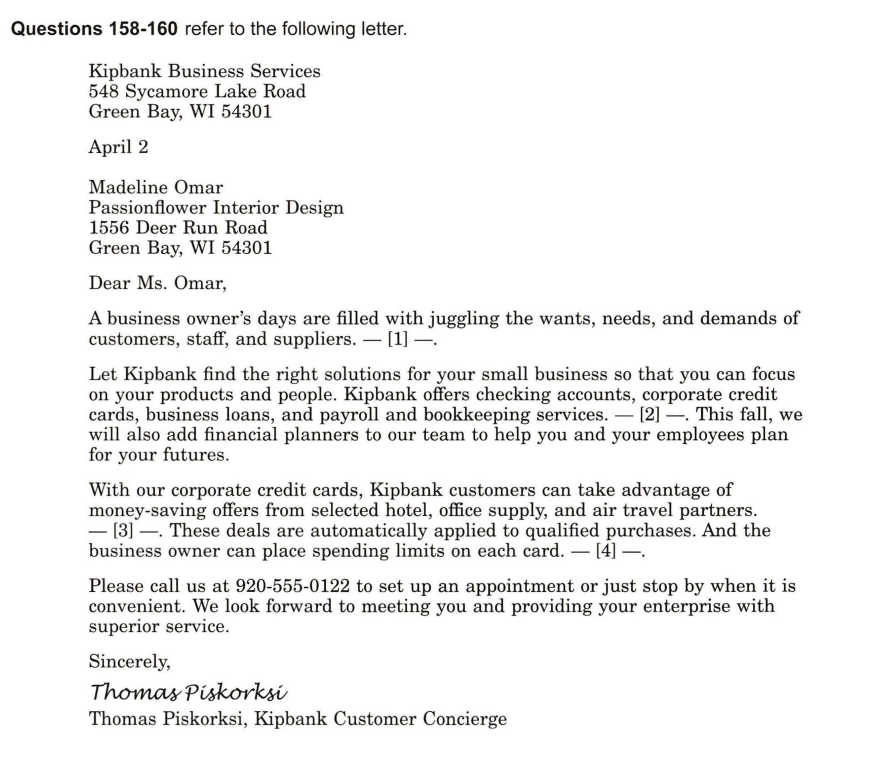 Questions 158-160 refer to the following letter.
Kipbank Business Services
548 Sycamore Lake Road
Green Bay, WI 54301
April 2
Madeline Omar
Passionflower Interior Design
1556 Deer Run Road
Green Bay, WI 54301
Dear Ms. Omar,
A business owner's days are filled with juggling the wants, needs, and demands of
customers, staff, and suppliers. — [1] —.
Let Kipbank find the right solutions for your small business so that you can focus
on your products and people. Kipbank offers checking accounts, corporate credit
cards, business loans, and payroll and bookkeeping services. — [2] —. This fall, we
will also add financial planners to our team to help you and your employees plan
for your futures.
With our corporate credit cards, Kipbank customers can take advantage of
money-saving offers from selected hotel, office supply, and air travel partners.
— [3] —. These deals are automatically applied to qualified purchases. And the
business owner can place spending limits on each card. — [4] —.
Please call us at 920-555-0122 to set up an appointment or just stop by when it is
convenient. We look forward to meeting you and providing your enterprise with
superior service.
Sincerely,
Thomas Piskorksi
Thomas Piskorksi, Kipbank Customer Concierge